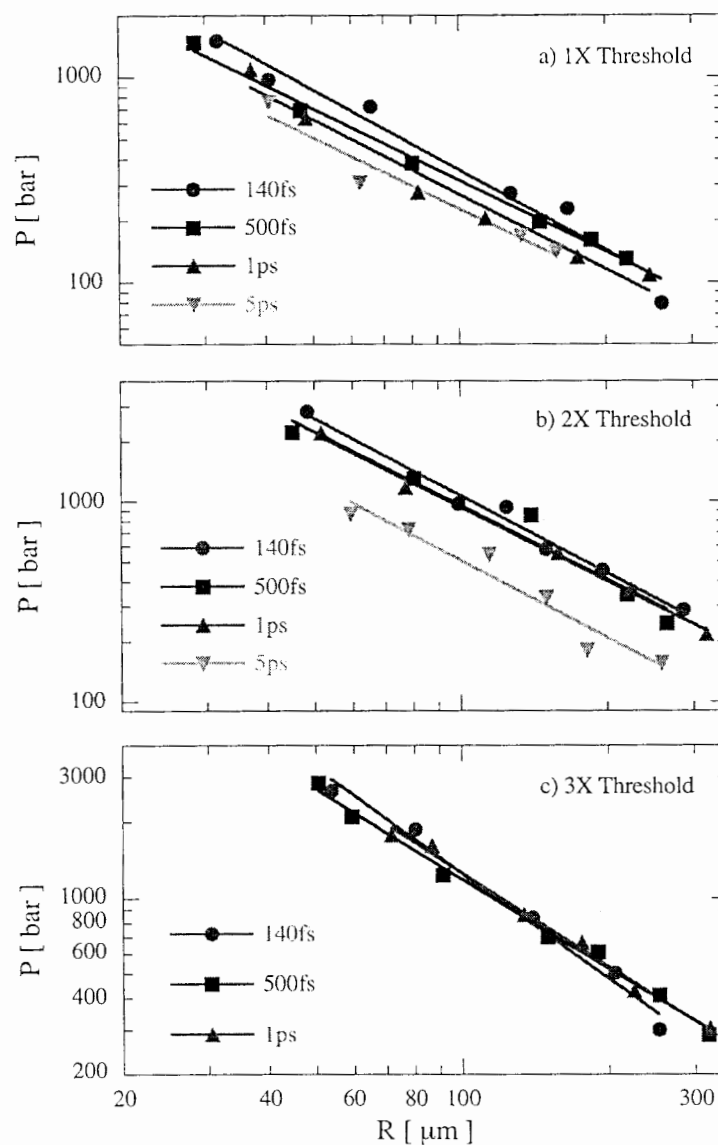 a) 1X Threshold
1000
P [ bar]
140fs
500fs
1ps
5ps
100
b) 2X Threshold
1000
P [ bar]
140fs
500fs
1ps
5ps
100
c) 3X Threshold
3000
P [ bar]
1000
800
600
400
200
140fs
500fs
1ps
20
40
60
80
100
300
R [ μm]